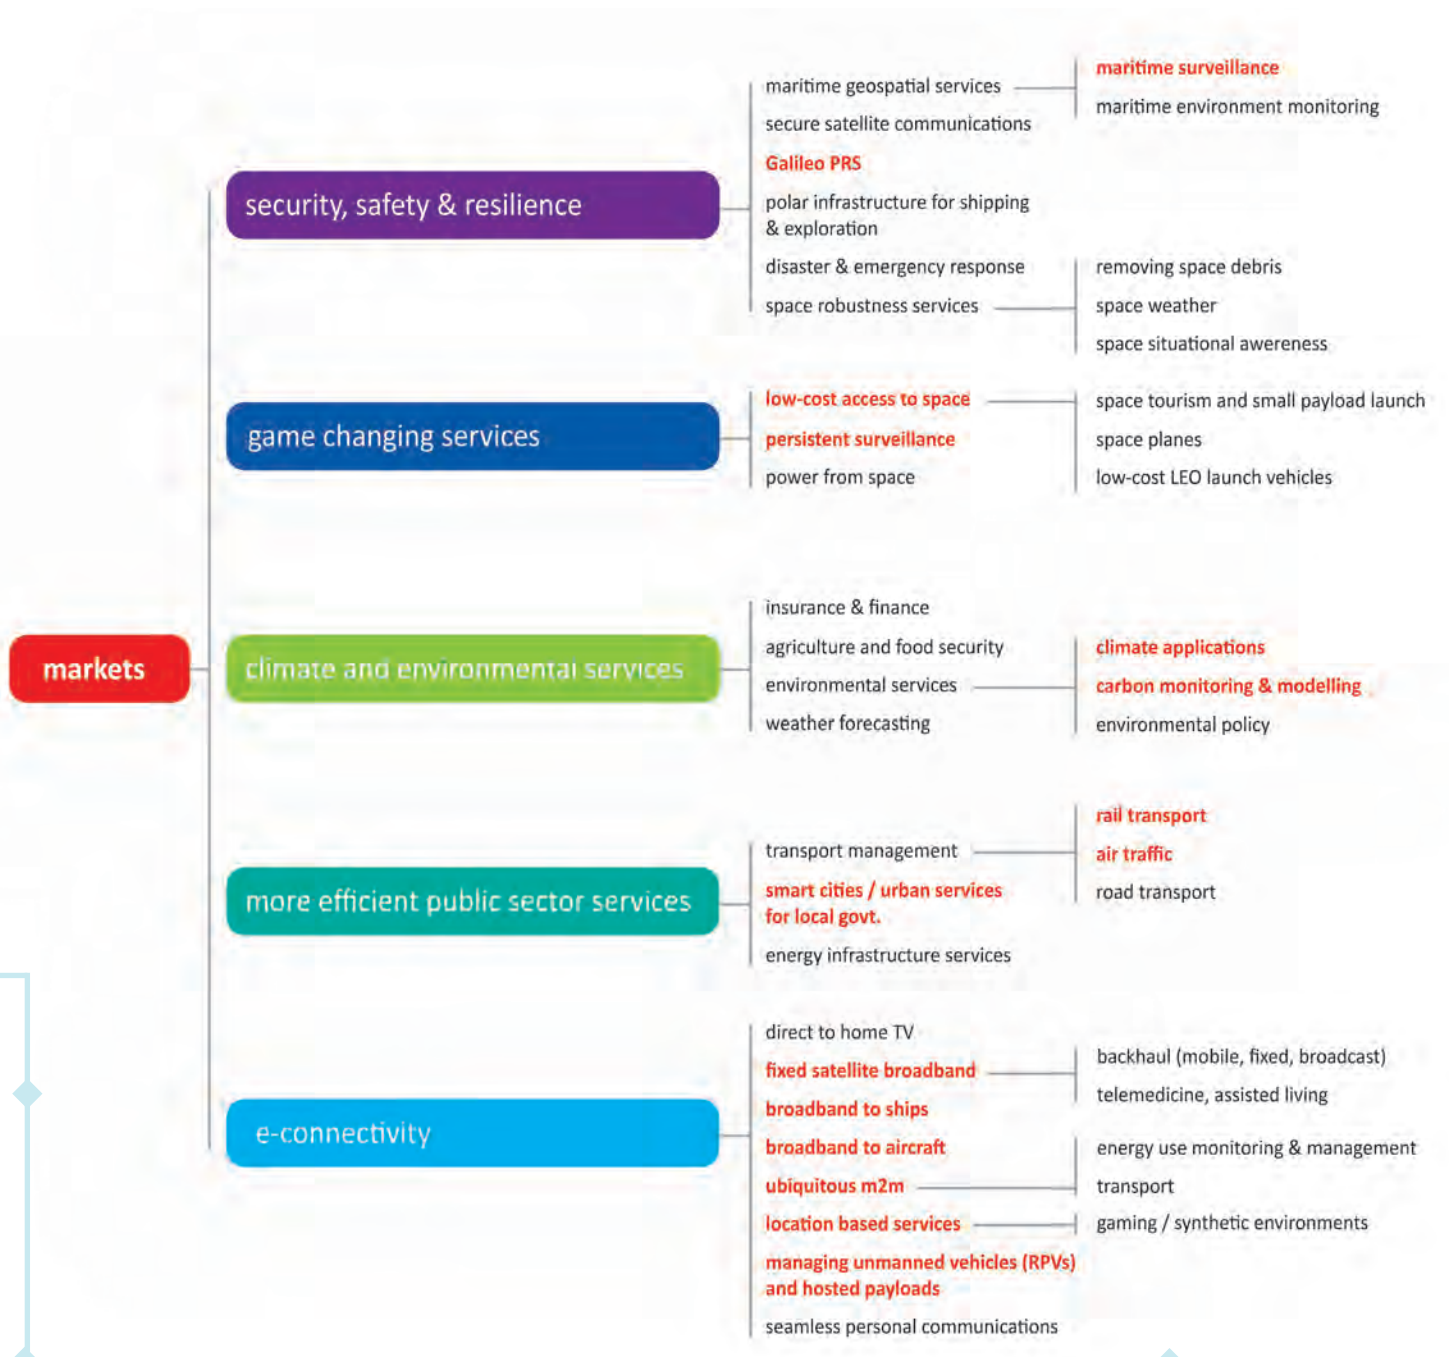 markets
security, safety & resilience
maritime geospatial services
maritime surveillance
maritime environment monitoring
secure satellite communications
Galileo PRS
polar infrastructure for shipping
& exploration
disaster & emergency response
space robustness services
removing space debris
space weather
space situational awereness
game changing services
low-cost access to space
space tourism and small payload launch
space planes
low-cost LEO launch vehicles
persistent surveillance
power from space
climate and environmental services
insurance & finance
agriculture and food security
environmental services
climate applications
carbon monitoring & modelling
environmental policy
weather forecasting
more efficient public sector services
transport management
rail transport
air traffic
road transport
smart cities / urban services
for local govt.
energy infrastructure services
e-connectivity
direct to home TV
fixed satellite broadband
backhaul (mobile, fixed, broadcast)
telemedicine, assisted living
broadband to ships
broadband to aircraft
ubiquitous m2m
energy use monitoring & management
transport
location based services
gaming / synthetic environments
managing unmanned vehicles (RPVs)
and hosted payloads
seamless personal communications